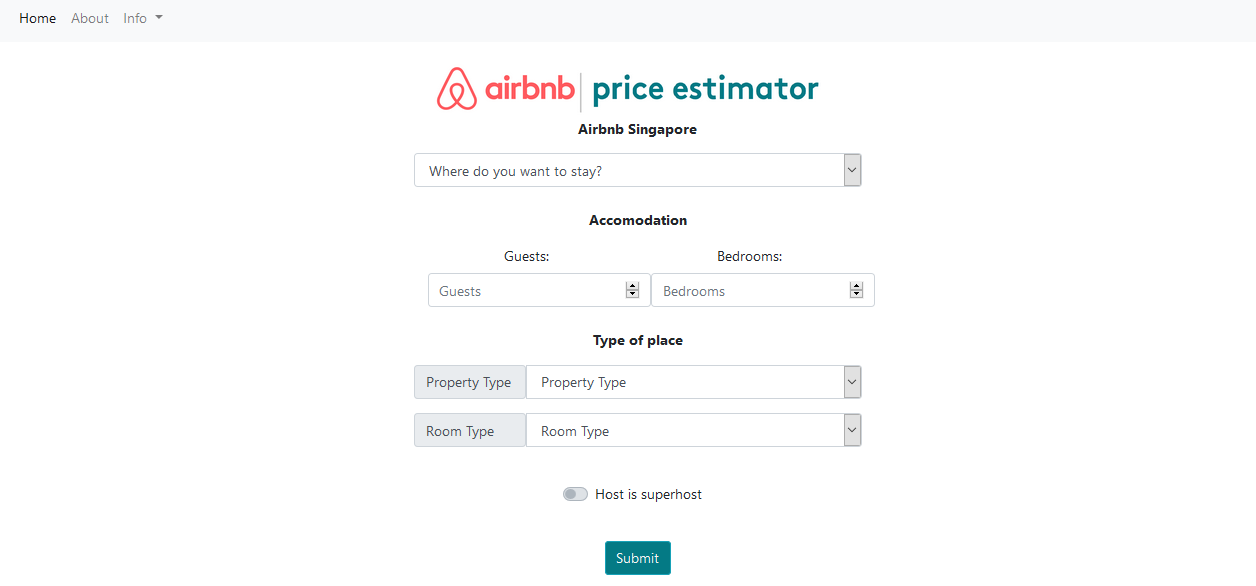 Home About Info
airbnb | price estimator
Airbnb Singapore
Where do you want to stay?
Accomodation
Guests: Bedrooms:
Guests Bedrooms
Type of place
Property Type Property Type
Room Type Room Type
Host is superhost
Submit